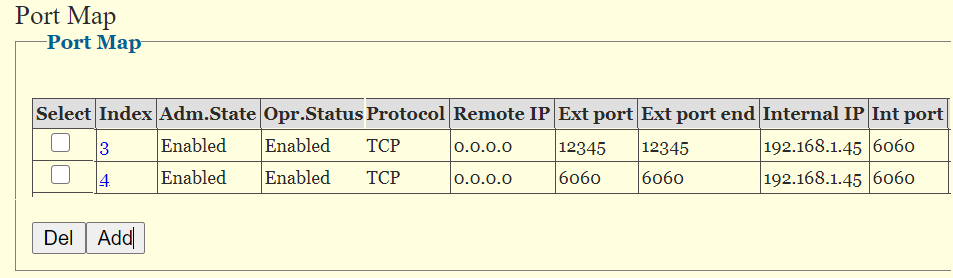 Port Map
Port Map
Select Index Adm.State Opr.Status Protocol Remote IP Ext port Ext port end Internal IP Int port
3 Enabled Enabled TCP 0.0.0.0 12345 12345 192.168.1.45 6060
4 Enabled Enabled TCP 0.0.0.0 6060 6060 192.168.1.45 6060
Del Add